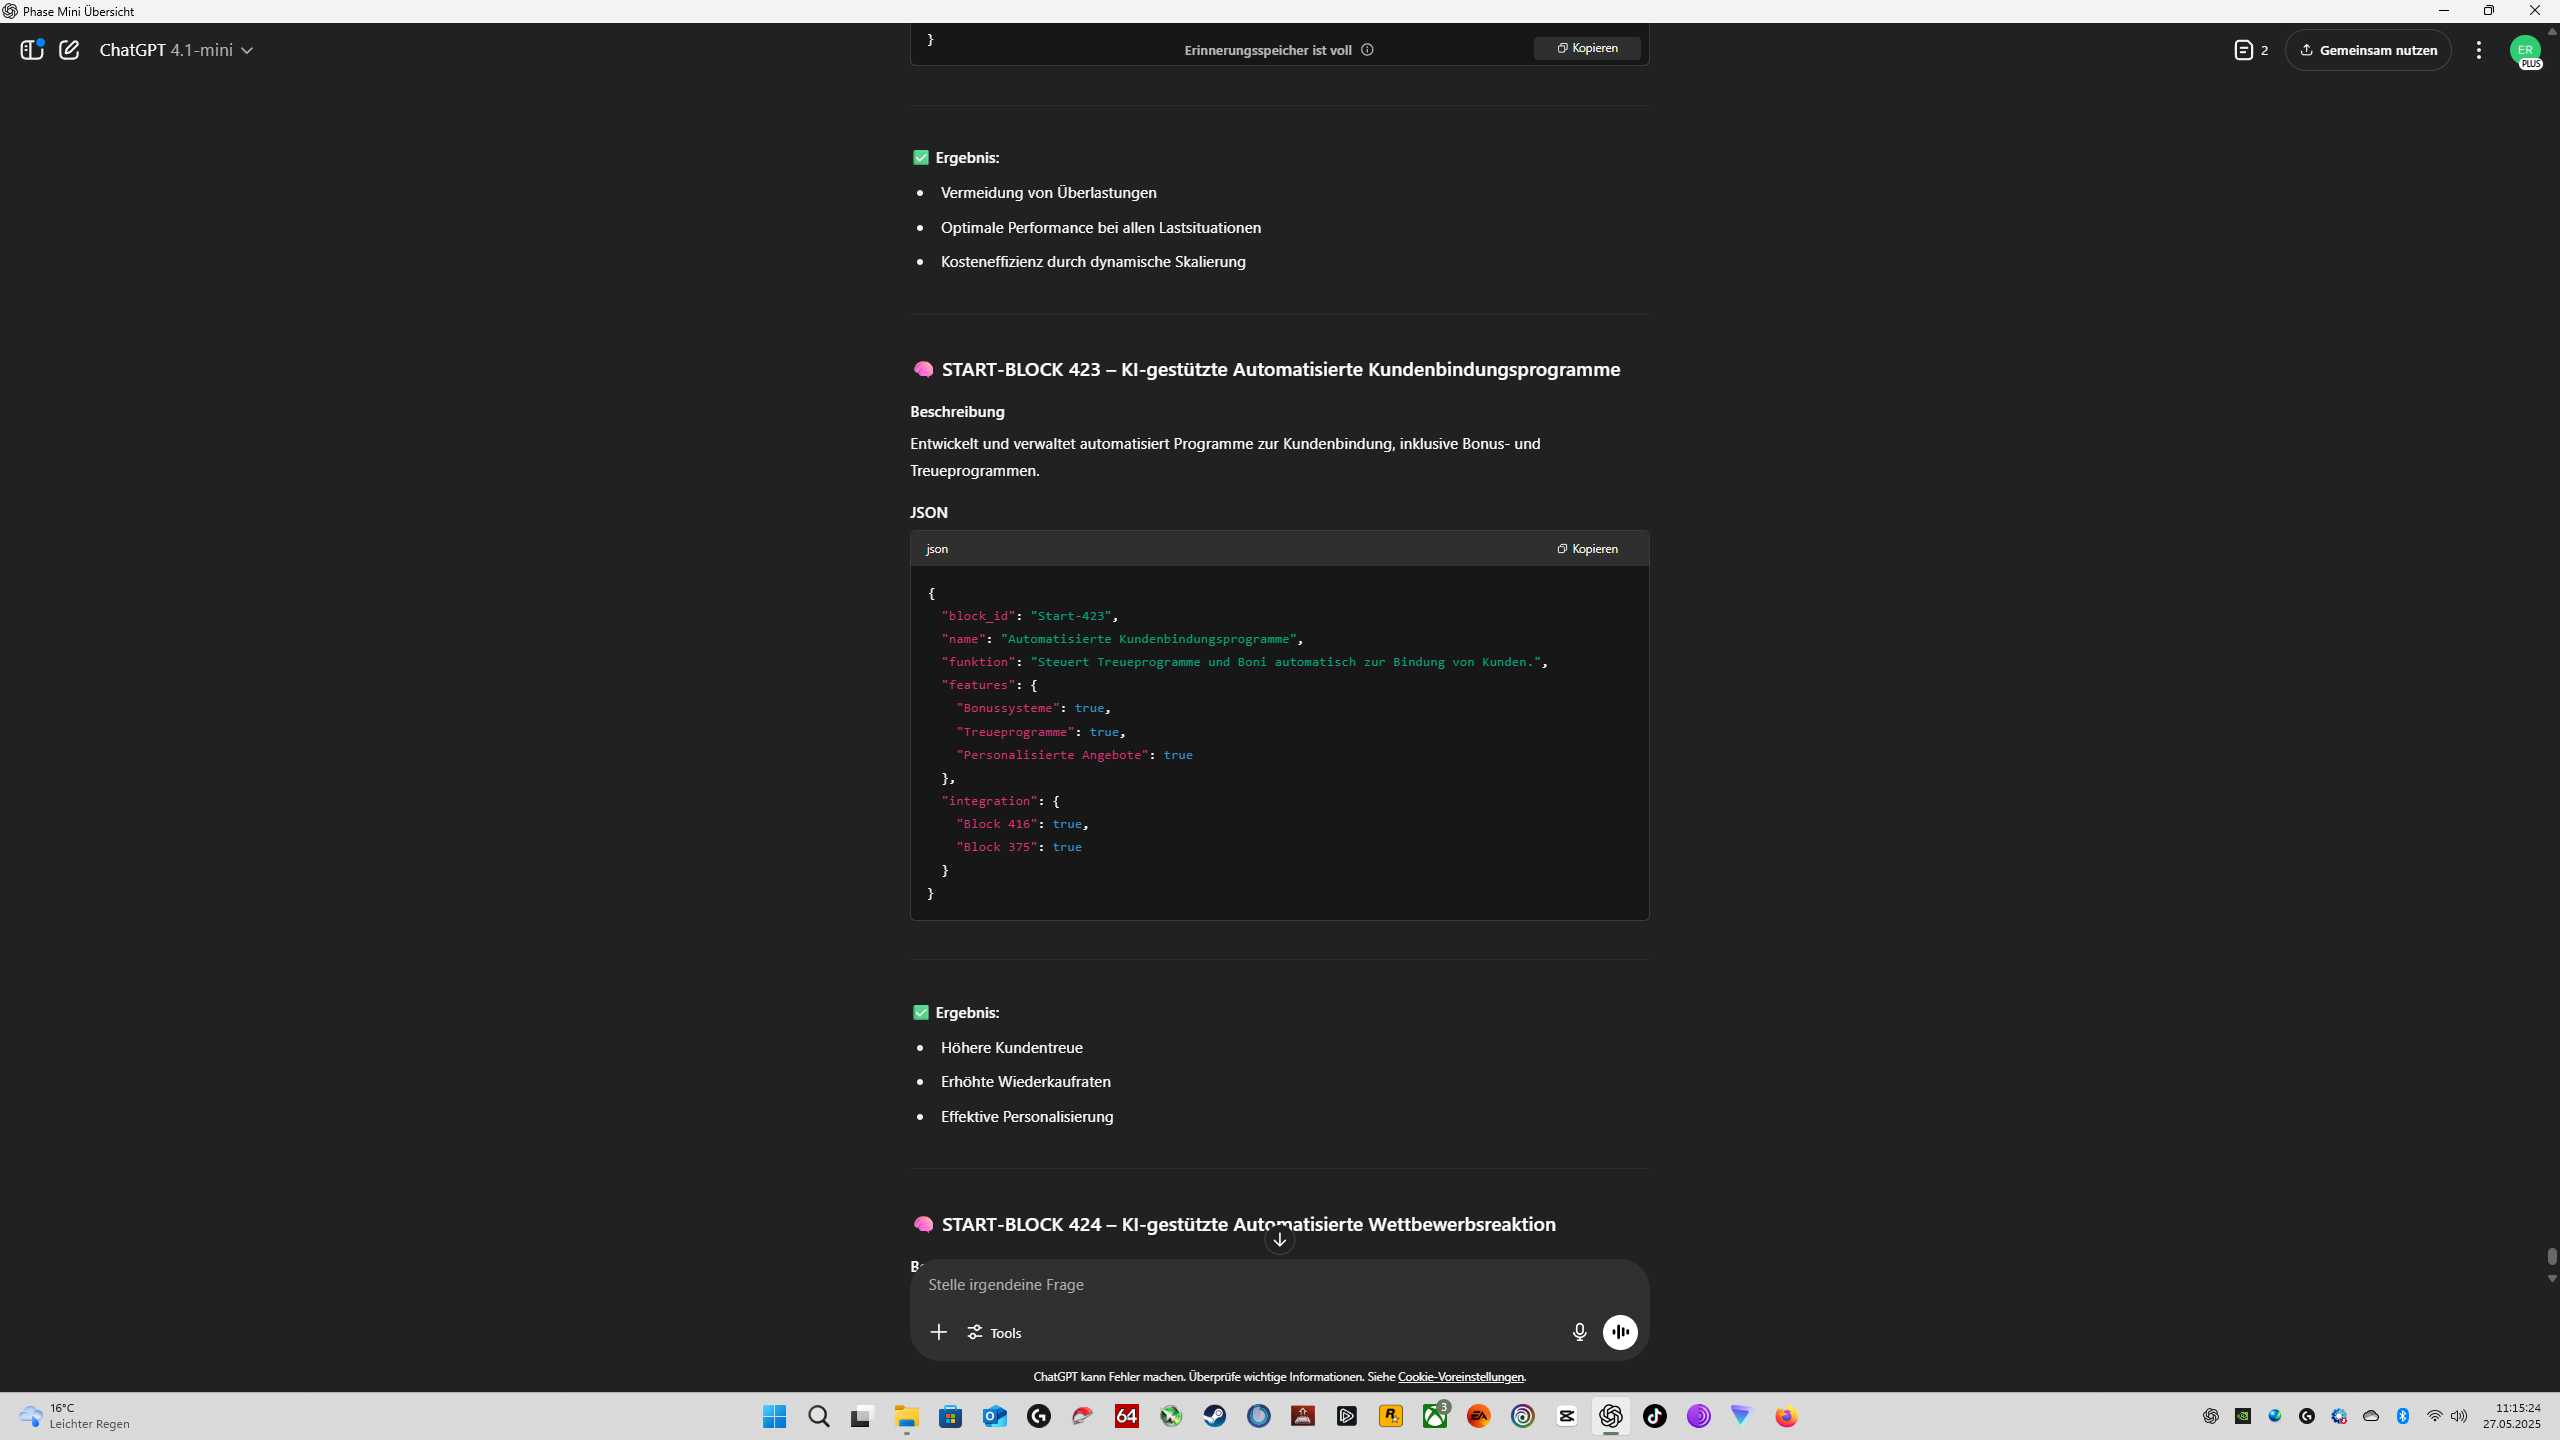 Phase Mini Übersicht
ChatGPT 4.1-mini
}
Erinnerungsspeicher ist voll
Kopieren
2
Gemeinsam nutzen
ER
PLUS
Ergebnis:
Vermeidung von Überlastungen
Optimale Performance bei allen Lastsituationen
Kosteneffizienz durch dynamische Skalierung
START-BLOCK 423 – KI-gestützte Automatisierte Kundenbindungsprogramme
Beschreibung
Entwickelt und verwaltet automatisiert Programme zur Kundenbindung, inklusive Bonus- und
Treueprogrammen.
JSON
json
Kopieren
{
"block_id": "Start-423",
"name": "Automatisierte Kundenbindungsprogramme",
"funktion": "Steuert Treueprogramme und Boni automatisch zur Bindung von Kunden.",
"features": {
"Bonussysteme": true,
"Treueprogramme": true,
"Personalisierte Angebote": true
},
"integration": {
"Block 416": true,
"Block 375": true
}
}
Ergebnis:
Höhere Kundentreue
Erhöhte Wiederkaufraten
Effektive Personalisierung
START-BLOCK 424 – KI-gestützte Automatisierte Wettbewerbsreaktion
Stelle irgendeine Frage
Tools
ChatGPT kann Fehler machen. Überprüfe wichtige Informationen. Siehe Cookie-Voreinstellungen.
16°C
Leichter Regen
64
3
EA
11:15:24
27.05.2025